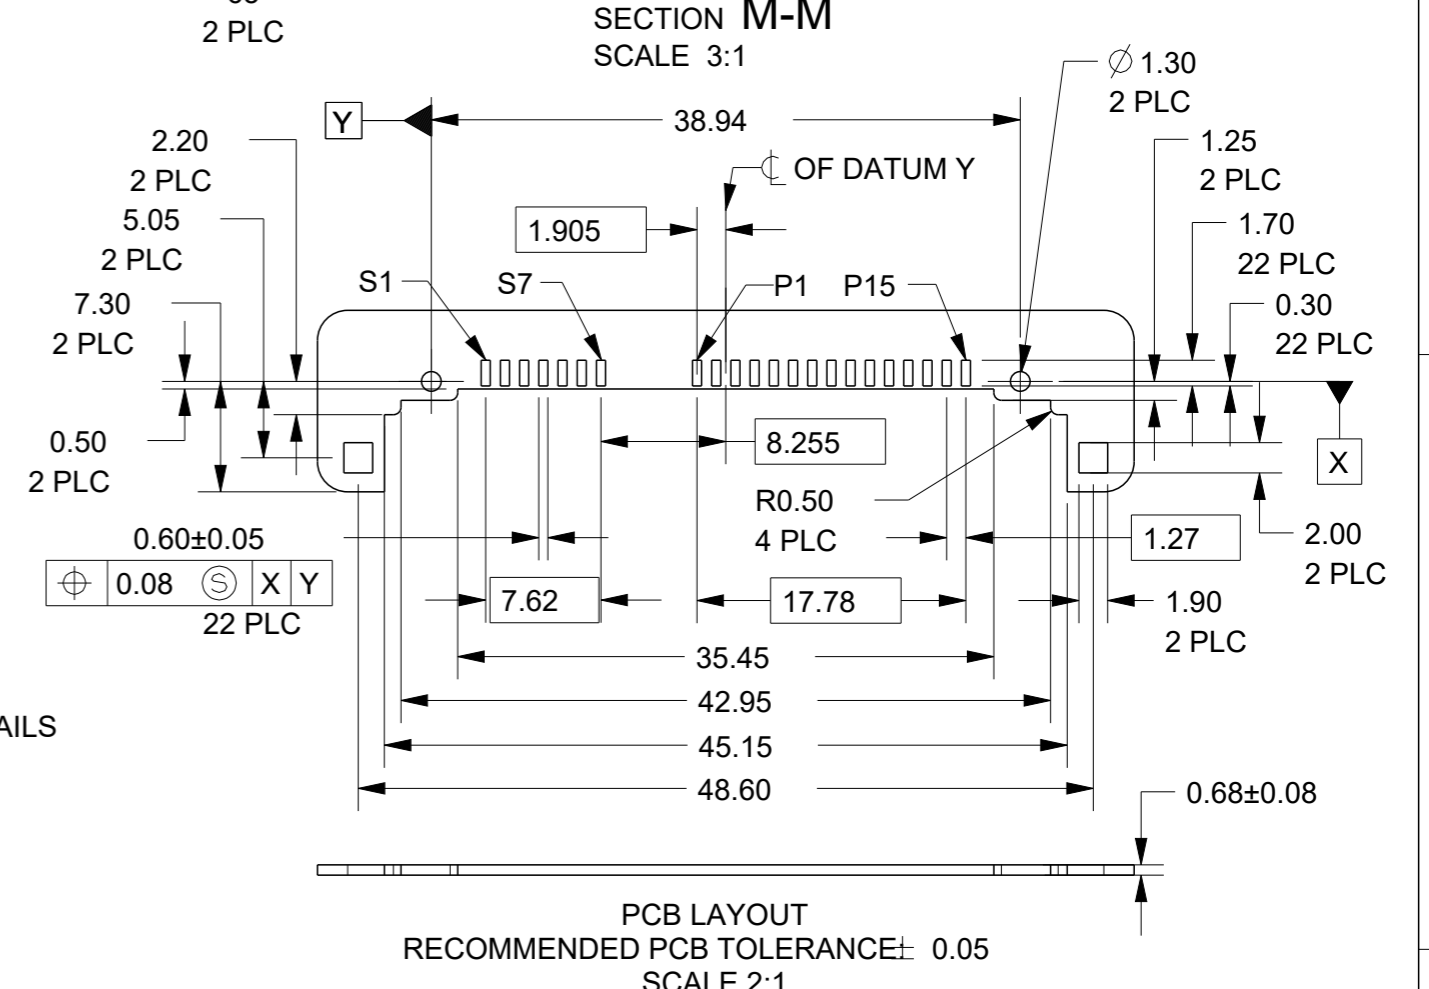 2 PLC
SECTION M-M
SCALE 3:1
⌀ 1.30
2 PLC
Y
38.94
2.20
2 PLC
1.25
2 PLC
℄ OF DATUM Y
5.05
2 PLC
1.905
1.70
22 PLC
S1
S7
P1
P15
7.30
2 PLC
0.30
22 PLC
0.50
2 PLC
8.255
X
R0.50
4 PLC
0.60±0.05
⌖ 0.08 Ⓢ X Y
22 PLC
1.27
2.00
2 PLC
7.62
17.78
1.90
2 PLC
35.45
42.95
AILS
45.15
48.60
0.68±0.08
PCB LAYOUT
RECOMMENDED PCB TOLERANCE: ± 0.05
SCALE 2:1